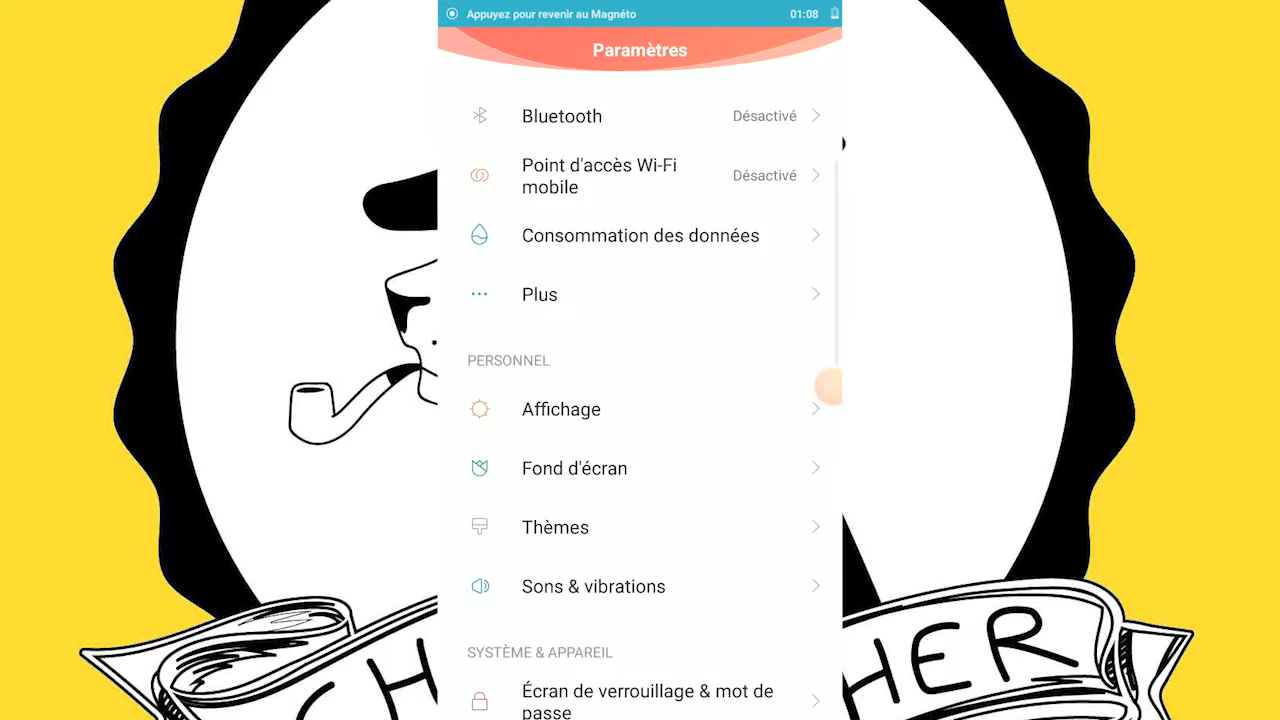 Appuyez pour revenir au Magnéto
01:08
Paramètres
Bluetooth
Désactivé
Point d'accès Wi-Fi
mobile
Désactivé
Consommation des données
Plus
PERSONNEL
Affichage
Fond d'écran
Thèmes
Sons & vibrations
SYSTÈME & APPAREIL
Écran de verrouillage & mot de
passe
CH
HER